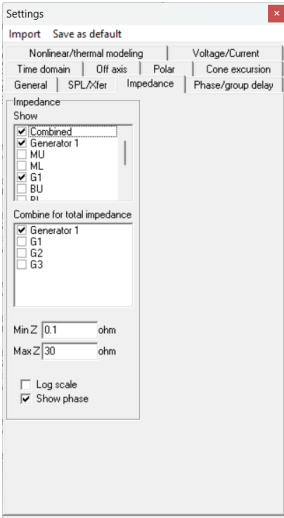 Settings
Import Save as default
Nonlinear/thermal modeling Voltage/Current
Time domain Off axis Polar Cone excursion
General SPL/Xfer Impedance Phase/group delay
Impedance
Show
Combined
Generator 1
MU
ML
G1
BU
Combine for total impedance
Generator 1
G1
G2
G3
Min Z 0.1 ohm
Max Z 30 ohm
Log scale
Show phase